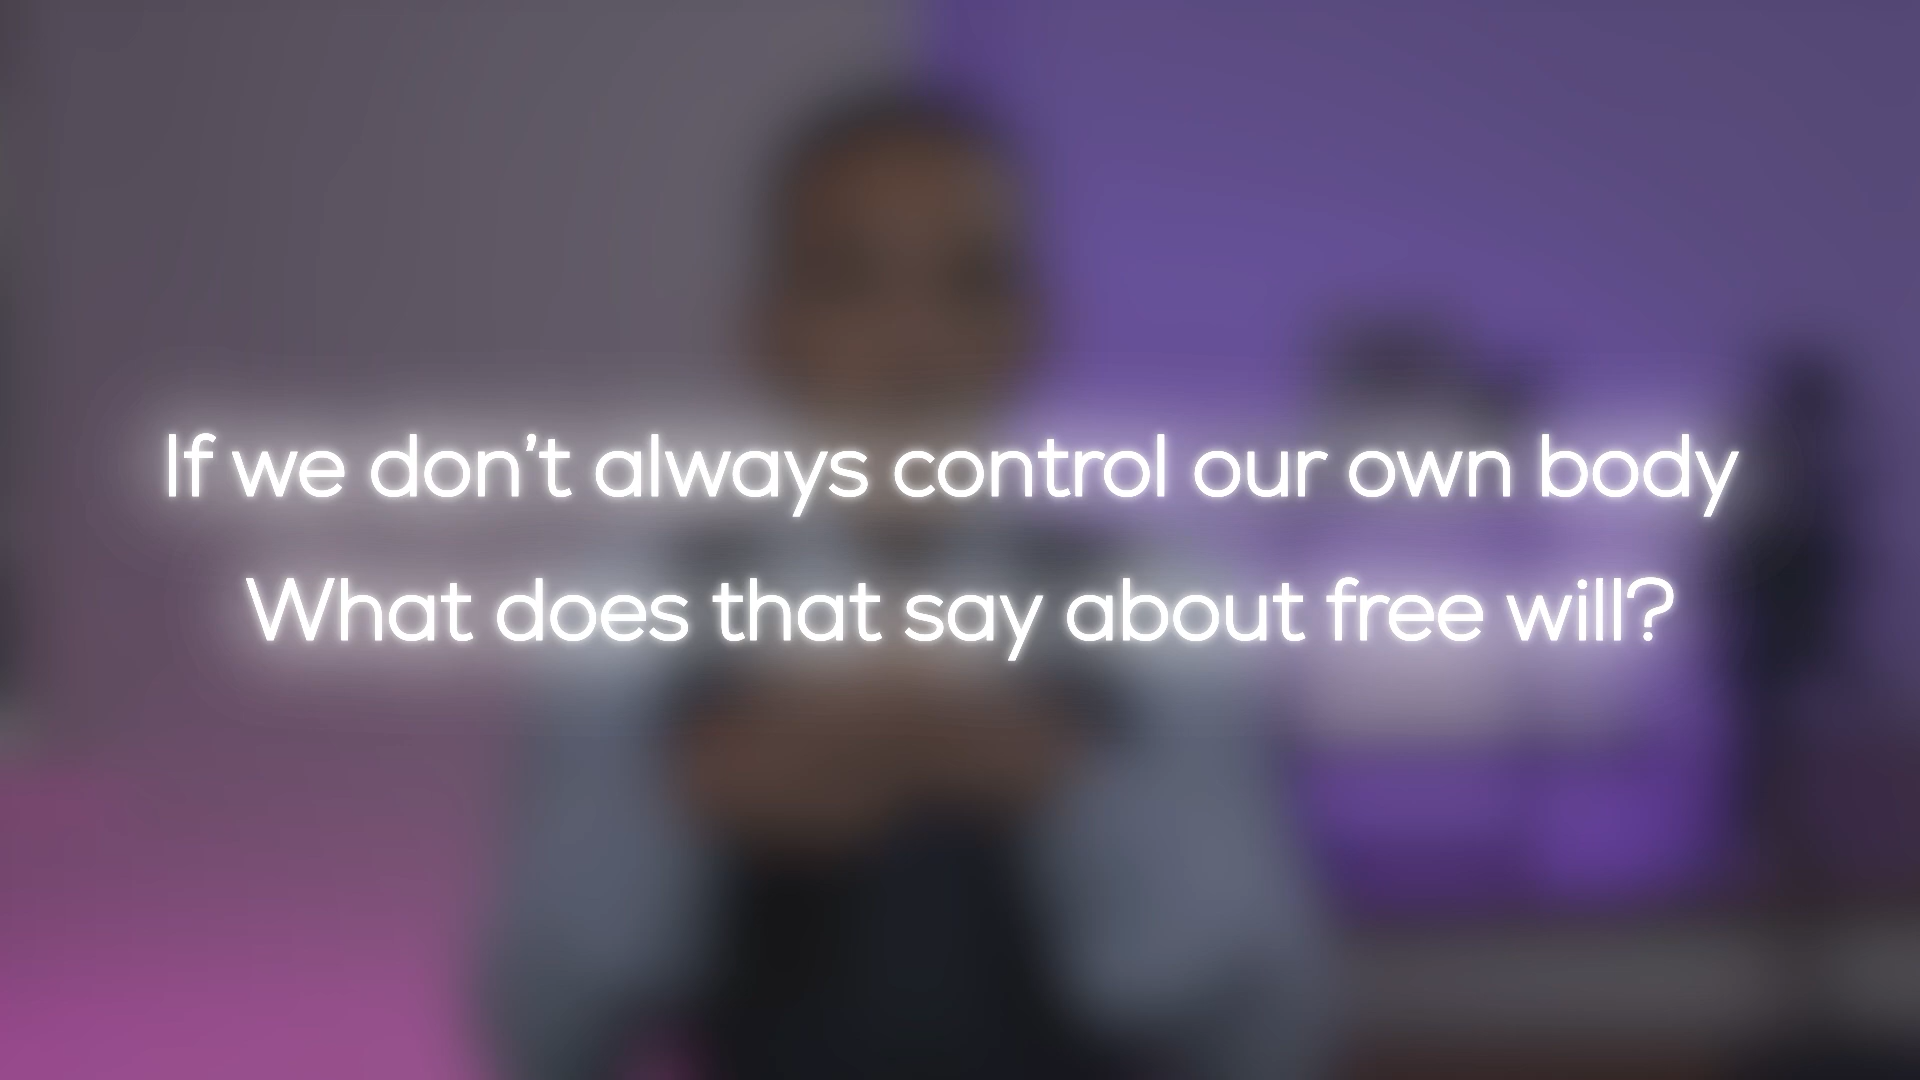 If we don’t always control our own body
What does that say about free will?